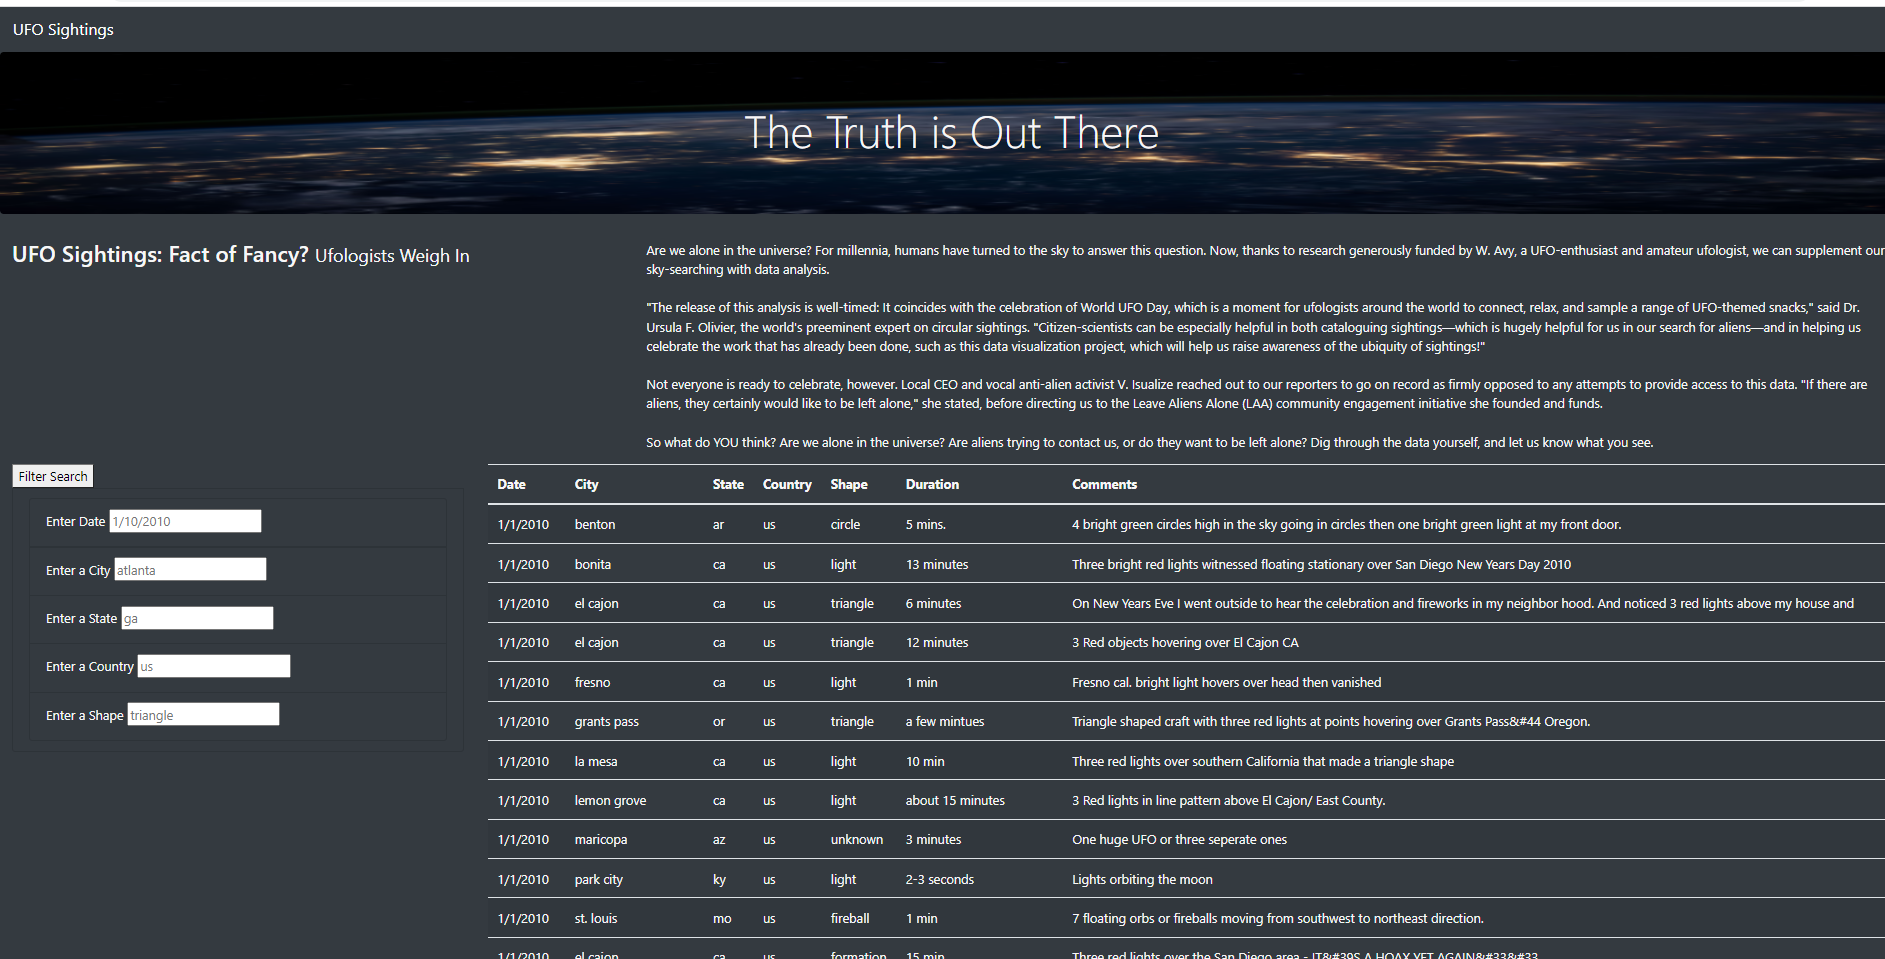 UFO Sightings
The Truth is Out There
UFO Sightings: Fact of Fancy? Ufologists Weigh In
Are we alone in the universe? For millennia, humans have turned to the sky to answer this question. Now, thanks to research generously funded by W. Avy, a UFO-enthusiast and amateur ufologist, we can supplement our
sky-searching with data analysis.
"The release of this analysis is well-timed: It coincides with the celebration of World UFO Day, which is a moment for ufologists around the world to connect, relax, and sample a range of UFO-themed snacks," said Dr.
Ursula F. Olivier, the world's preeminent expert on circular sightings. "Citizen-scientists can be especially helpful in both cataloguing sightings—which is hugely helpful for us in our search for aliens—and in helping us
celebrate the work that has already been done, such as this data visualization project, which will help us raise awareness of the ubiquity of sightings!"
Not everyone is ready to celebrate, however. Local CEO and vocal anti-alien activist V. Isualize reached out to our reporters to go on record as firmly opposed to any attempts to provide access to this data. "If there are
aliens, they certainly would like to be left alone," she stated, before directing us to the Leave Aliens Alone (LAA) community engagement initiative she founded and funds.
So what do YOU think? Are we alone in the universe? Are aliens trying to contact us, or do they want to be left alone? Dig through the data yourself, and let us know what you see.
Filter Search
Enter Date 1/10/2010
Enter a City atlanta
Enter a State ga
Enter a Country us
Enter a Shape triangle
Date City State Country Shape Duration Comments
1/1/2010 benton ar us circle 5 mins. 4 bright green circles high in the sky going in circles then one bright green light at my front door.
1/1/2010 bonita ca us light 13 minutes Three bright red lights witnessed floating stationary over San Diego New Years Day 2010
1/1/2010 el cajon ca us triangle 6 minutes On New Years Eve I went outside to hear the celebration and fireworks in my neighbor hood. And noticed 3 red lights above my house and
1/1/2010 el cajon ca us triangle 12 minutes 3 Red objects hovering over El Cajon CA
1/1/2010 fresno ca us light 1 min Fresno cal. bright light hovers over head then vanished
1/1/2010 grants pass or us triangle a few mintues Triangle shaped craft with three red lights at points hovering over Grants Pass&#44 Oregon.
1/1/2010 la mesa ca us light 10 min Three red lights over southern California that made a triangle shape
1/1/2010 lemon grove ca us light about 15 minutes 3 Red lights in line pattern above El Cajon/ East County.
1/1/2010 maricopa az us unknown 3 minutes One huge UFO or three seperate ones
1/1/2010 park city ky us light 2-3 seconds Lights orbiting the moon
1/1/2010 st. louis mo us fireball 1 min 7 floating orbs or fireballs moving from southwest to northeast direction.
1/1/2010 el cajon ca us formation 15 min Three red lights over the San Diego area - IT&#39S A HOAX YET AGAIN&#33&#33